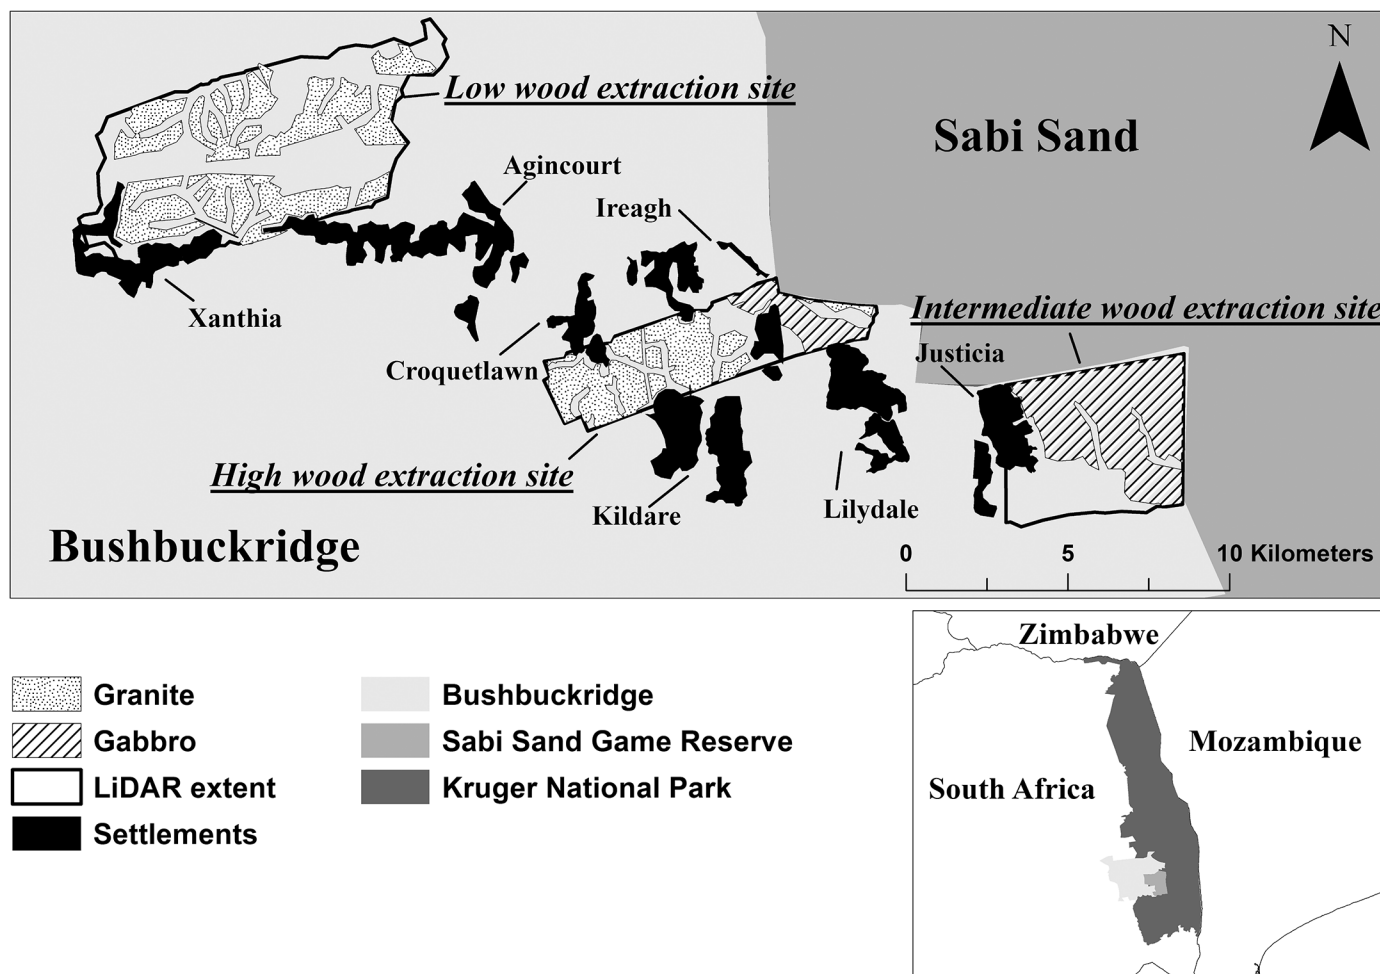 N
Low wood extraction site
Sabi Sand
Agincourt
Ireagh
Xanthia
Intermediate wood extraction site
Justicia
Croquetlawn
High wood extraction site
Kildare
Lilydale
Bushbuckridge
0 5 10 Kilometers
Granite
Gabbro
LiDAR extent
Settlements
Bushbuckridge
Sabi Sand Game Reserve
Kruger National Park
Zimbabwe
Mozambique
South Africa